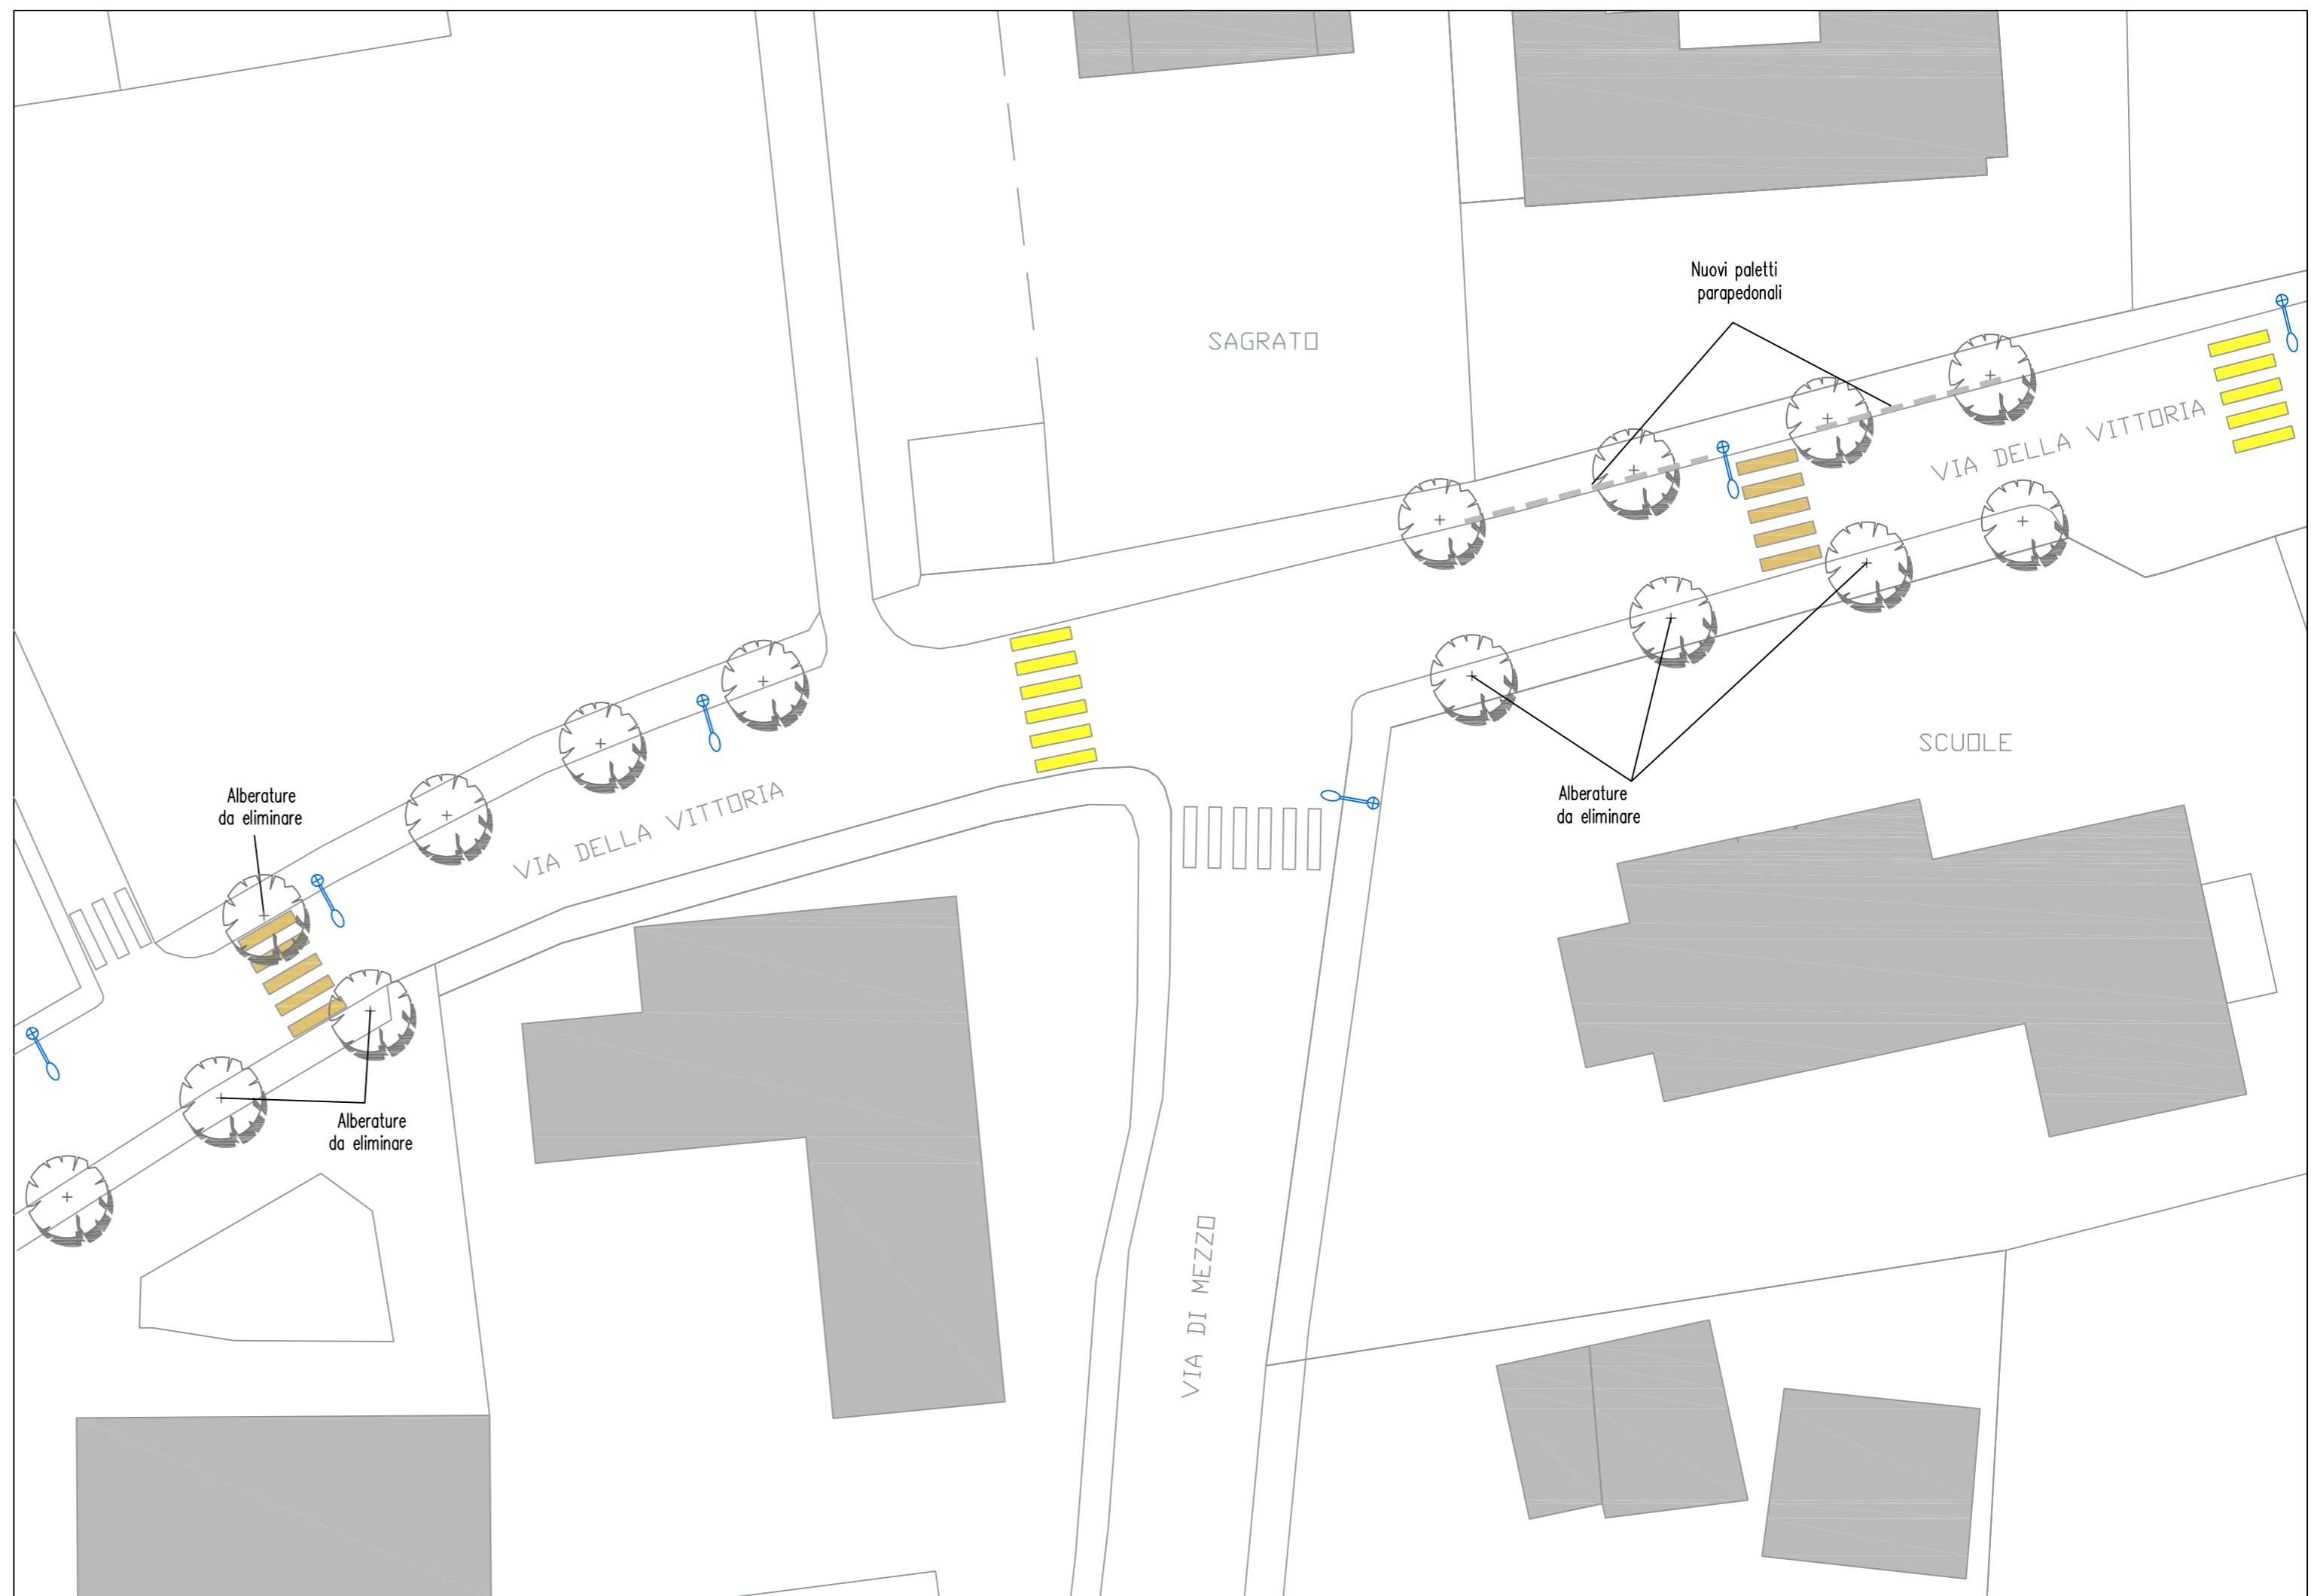 Nuovi paletti
parapedonali
SAGRATO
VIA DELLA VITTORIA
SCUOLE
Alberature
da eliminare
Alberature
da eliminare
VIA DELLA VITTORIA
Alberature
da eliminare
VIA DI MEZZO